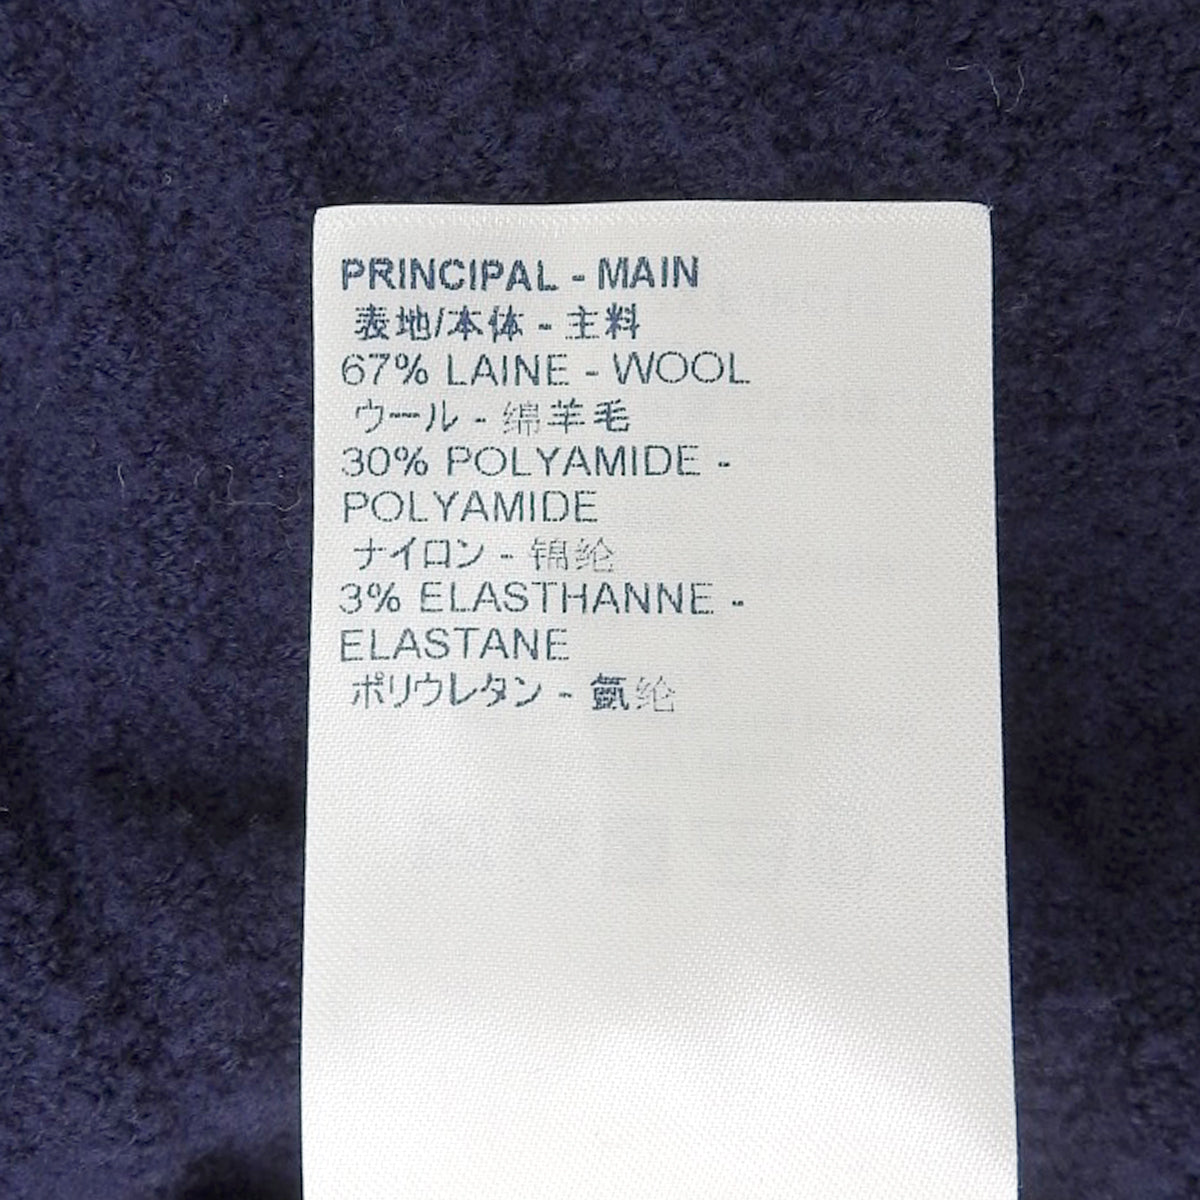 PRINCIPAL - MAIN
表地/本体 - 主料
67% LAINE - WOOL
ウール - 绵羊毛
30% POLYAMIDE -
POLYAMIDE
ナイロン - 锦纶
3% ELASTHANNE -
ELASTANE
ポリウレタン - 氨纶